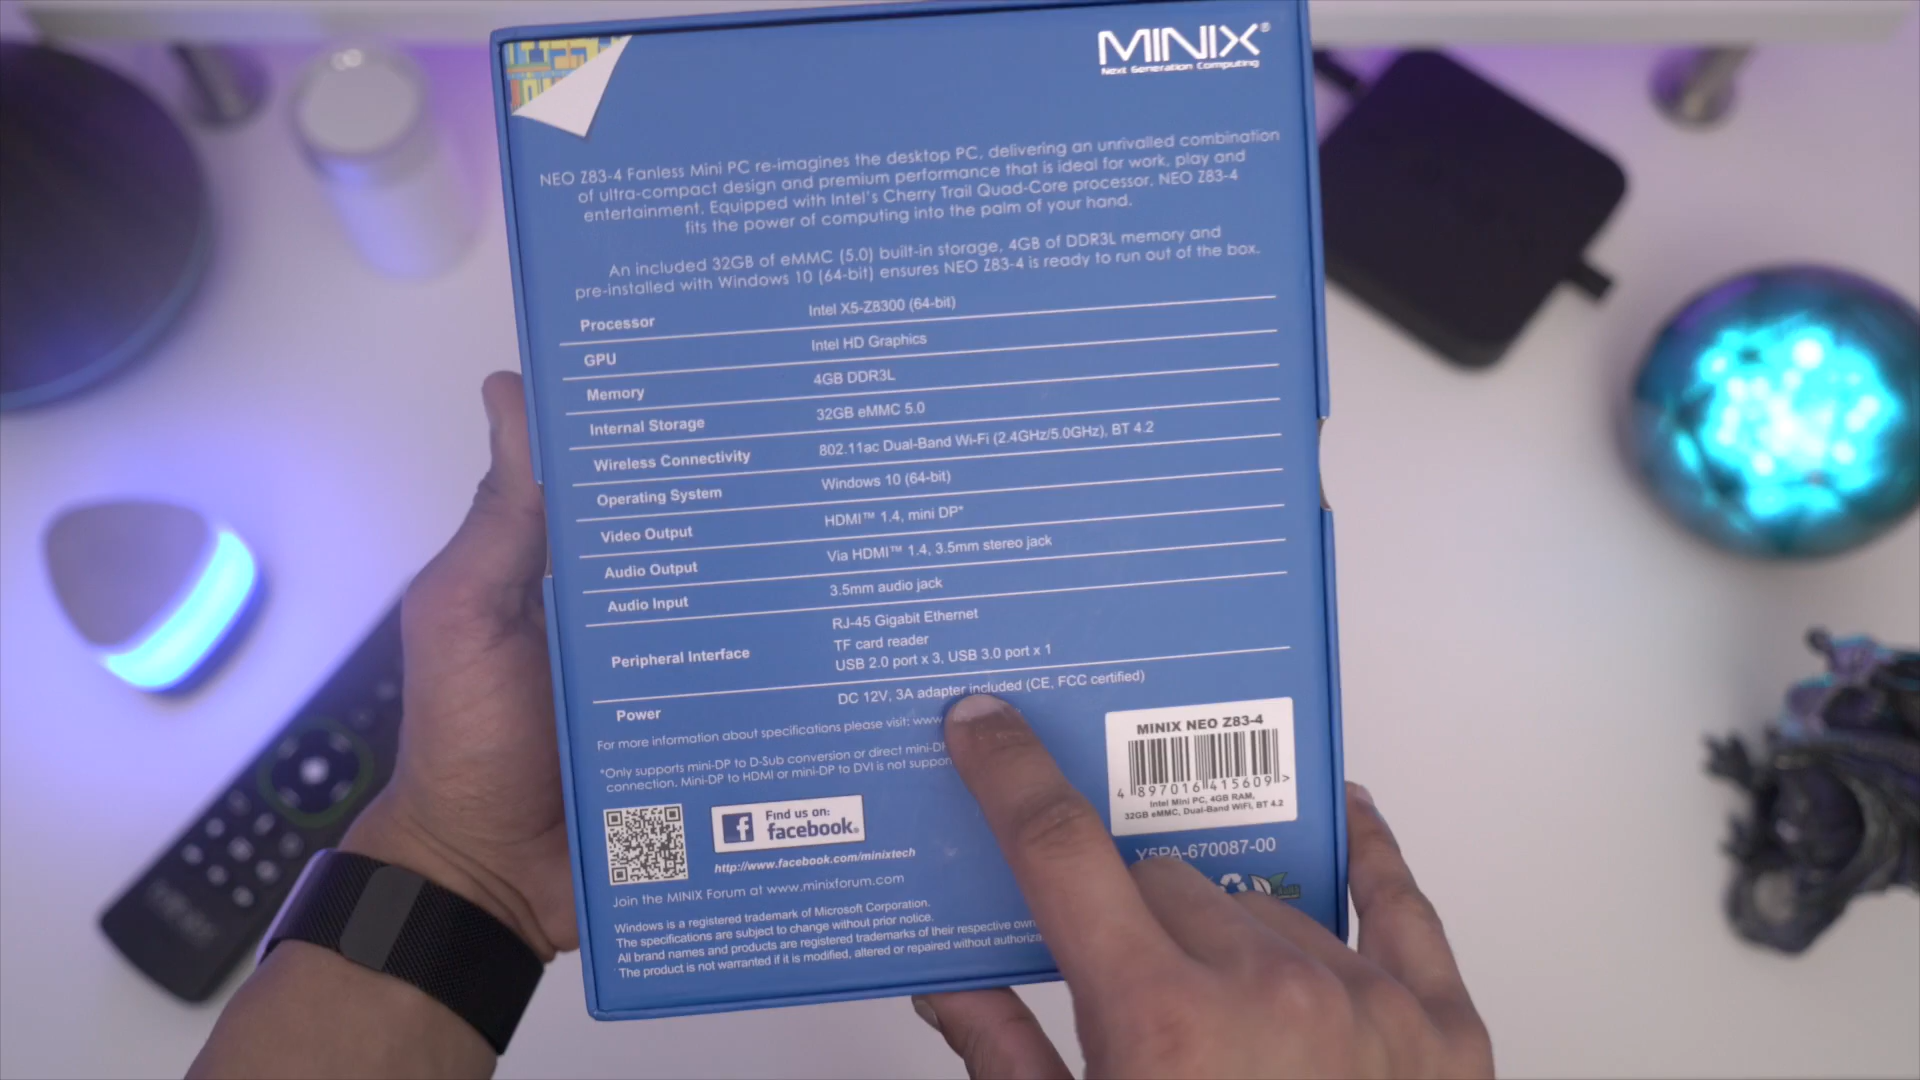 MINIX®
Next Generation Computing
NEO Z83-4 Fanless Mini PC re-imagines the desktop PC, delivering an unrivalled combination
of ultra-compact design and premium performance that is ideal for work, play and
entertainment. Equipped with Intel's Cherry Trail Quad-Core processor, NEO Z83-4
fits the power of computing into the palm of your hand.
An included 32GB of eMMC (5.0) built-in storage, 4GB of DDR3L memory and
pre-installed with Windows 10 (64-bit) ensures NEO Z83-4 is ready to run out of the box.
Processor Intel X5-Z8300 (64-bit)
GPU Intel HD Graphics
Memory 4GB DDR3L
Internal Storage 32GB eMMC 5.0
Wireless Connectivity 802.11ac Dual-Band Wi-Fi (2.4GHz/5.0GHz), BT 4.2
Operating System Windows 10 (64-bit)
Video Output HDMI™ 1.4, mini DP*
Audio Output Via HDMI™ 1.4, 3.5mm stereo jack
Audio Input 3.5mm audio jack
RJ-45 Gigabit Ethernet
TF card reader
Peripheral Interface USB 2.0 port x 3, USB 3.0 port x 1
Power DC 12V, 3A adapter included (CE, FCC certified)
For more information about specifications please visit: www
*Only supports mini-DP to D-Sub conversion or direct
connection. Mini-DP to HDMI or mini-DP to DVI is not
MINIX NEO Z83-4
4 897016 415609 >
Intel Mini PC, 4GB RAM,
32GB eMMC, Dual-Band WiFi, BT 4.2
Y5PA-670087-00
f Find us on:
facebook®
http://www.facebook.com/minixtech
Join the MINIX Forum at www.minixforum.com
Windows is a registered trademark of Microsoft Corporation.
The specifications are subject to change without prior notice.
All brand names and products are registered trademarks of their respective
The product is not warranted if it is modified, altered or repaired without